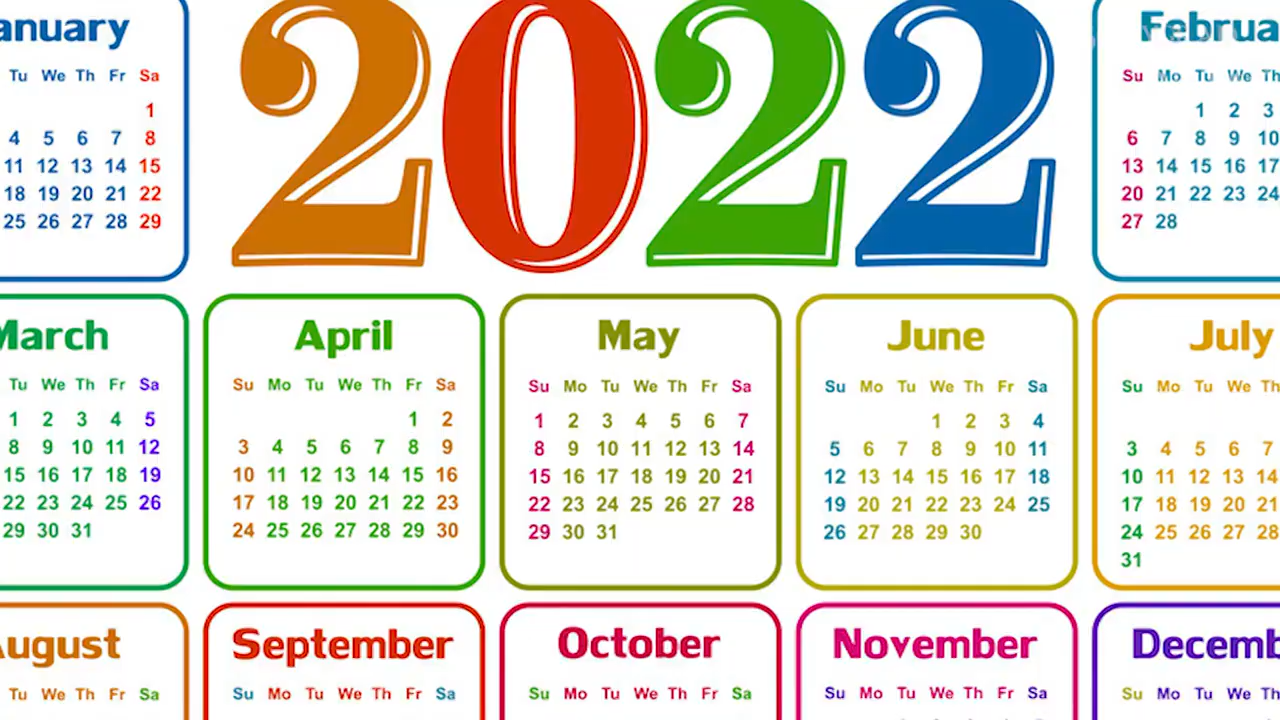 anuary
2022
Februa
Tu We Th Fr Sa
1
4 5 6 7 8
11 12 13 14 15
18 19 20 21 22
25 26 27 28 29
Su Mo Tu We Th
1 2 3
6 7 8 9 10
13 14 15 16 17
20 21 22 23 24
27 28
March
Tu We Th Fr Sa
1 2 3 4 5
8 9 10 11 12
15 16 17 18 19
22 23 24 25 26
29 30 31
April
Su Mo Tu We Th Fr Sa
1 2
3 4 5 6 7 8 9
10 11 12 13 14 15 16
17 18 19 20 21 22 23
24 25 26 27 28 29 30
May
Su Mo Tu We Th Fr Sa
1 2 3 4 5 6 7
8 9 10 11 12 13 14
15 16 17 18 19 20 21
22 23 24 25 26 27 28
29 30 31
June
Su Mo Tu We Th Fr Sa
1 2 3 4
5 6 7 8 9 10 11
12 13 14 15 16 17 18
19 20 21 22 23 24 25
26 27 28 29 30
July
Su Mo Tu We Th
3 4 5 6 7
10 11 12 13 14
17 18 19 20 21
24 25 26 27 28
31
August
Tu We Th Fr Sa
September
Su Mo Tu We Th Fr Sa
October
Su Mo Tu We Th Fr Sa
November
Su Mo Tu We Th Fr Sa
Decemb
Su Mo Tu We Th